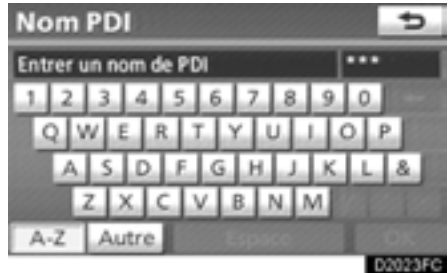 Nom PDI
Entrer un nom de PDI ***
1 2 3 4 5 6 7 8 9 0
Q W E R T Y U I O P
A S D F G H J K L &
Z X C V B N M
A-Z Autre Espace OK
D2023FC